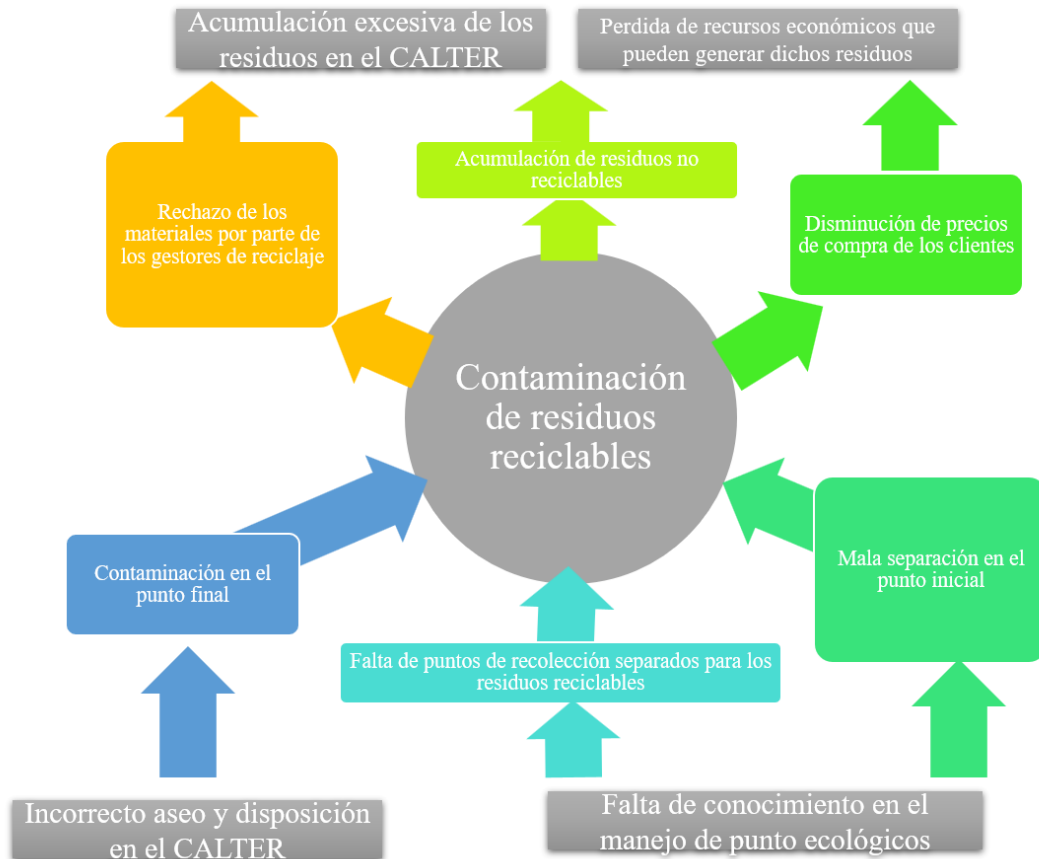 Acumulación excesiva de los
residuos en el CALTER
Perdida de recursos económicos que
pueden generar dichos residuos
Acumulación de residuos no
reciclables
Rechazo de los
materiales por parte de
los gestores de reciclaje
Disminución de precios
de compra de los clientes
Contaminación
de residuos
reciclables
Contaminación en el
punto final
Mala separación en el
punto inicial
Falta de puntos de recolección separados para los
residuos reciclables
Incorrecto aseo y disposición
en el CALTER
Falta de conocimiento en el
manejo de punto ecológicos